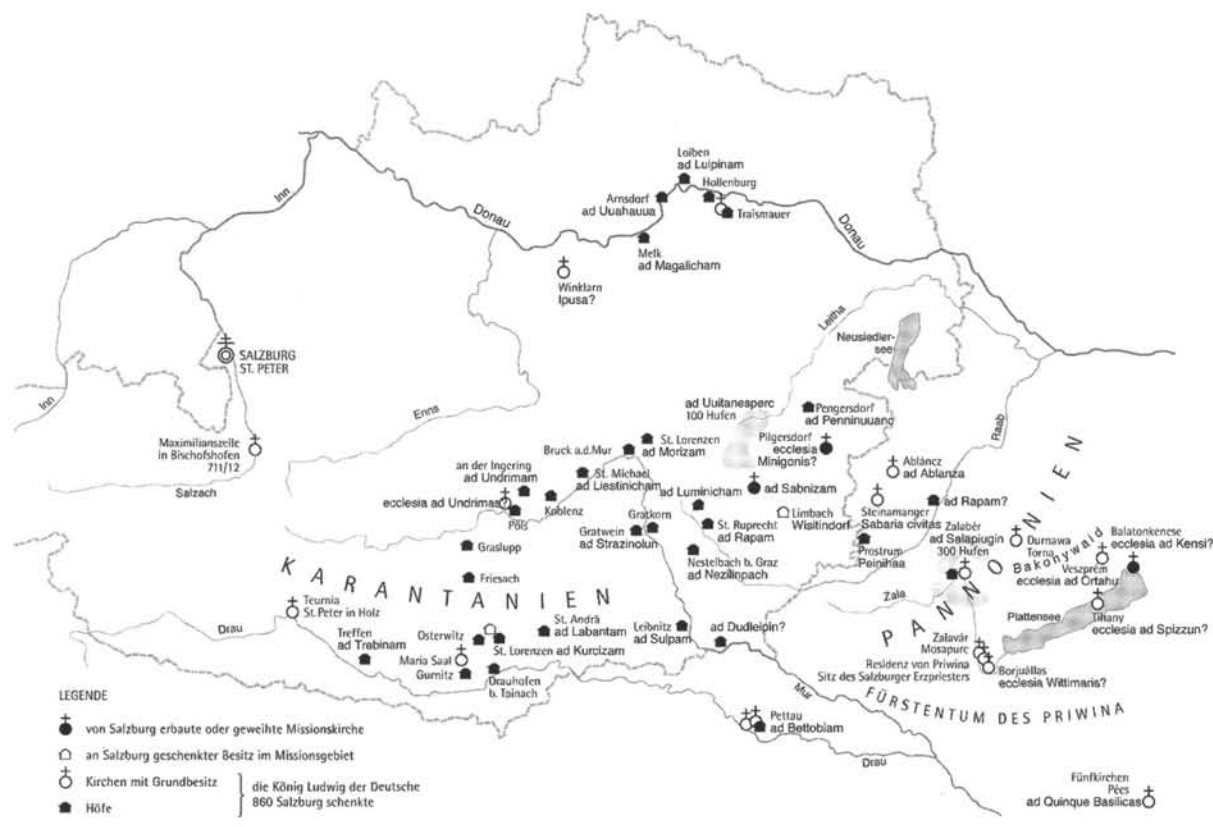 Loiben
ad Luipinam
Hollenburg
Arnsdorf
ad Uuahauua
Traismauer
Inn
Donau
Donau
Melk
ad Magalicham
Winklarn
Ipusa?
Leitha
Neusiedler-
see
SALZBURG
ST. PETER
Inn
Enns
ad Uuitanesperc
100 Hufen
Pengersdorf
ad Penninuuanc
Raab
Maximilianszelle
in Bischofshofen
711/12
Salzach
Bruck a.d.Mur
St. Lorenzen
ad Morizam
Pilgersdorf
ecclesia
Minigonis?
Abláncz
ad Ablanza
an der Ingering
ad Undrimam
St. Michael
ad Liestinicham
ecclesia ad Undrimas
Pöls
Koblenz
ad Luminicham
ad Sabnizam
Limbach
Wisitindorf
Steinamanger
Sabaria civitas
ad Rapam?
Gratkorn
Gratwein
ad Strazinolun
St. Ruprecht
ad Rapam
Zalabér
ad Salapiugin
300 Hufen
Durnawa
Torna
Bakonywald
Balatonkenese
ecclesia ad Kensi?
Veszprém
ecclesia ad Ortahu
Graslupp
Nestelbach b. Graz
ad Nezilinpach
Prostrum
Peinihaa
PANNONIEN
KARANTANIEN
Friesach
Zala
Plattensee
Tihany
ecclesia ad Spizzun?
Teurnia
St. Peter in Holz
Drau
Treffen
ad Trebinam
Osterwitz
St. Andrä
ad Labantam
Leibnitz
ad Sulpam
ad Dudleipin?
Zalavár
Mosapurc
Maria Saal
St. Lorenzen ad Kurcizam
Gurnitz
Drauhofen
b. Tainach
Residenz von Priwina
Sitz des Salzburger Erzpriesters
Borjuállas
ecclesia Wittimaris?
Mur
FÜRSTENTUM DES PRIWINA
Pettau
ad Bettobiam
Drau
Fünfkirchen
Pécs
ad Quinque Basilicas
LEGENDE
von Salzburg erbaute oder geweihte Missionskirche
an Salzburg geschenkter Besitz im Missionsgebiet
Kirchen mit Grundbesitz
Höfe
die König Ludwig der Deutsche
860 Salzburg schenkte